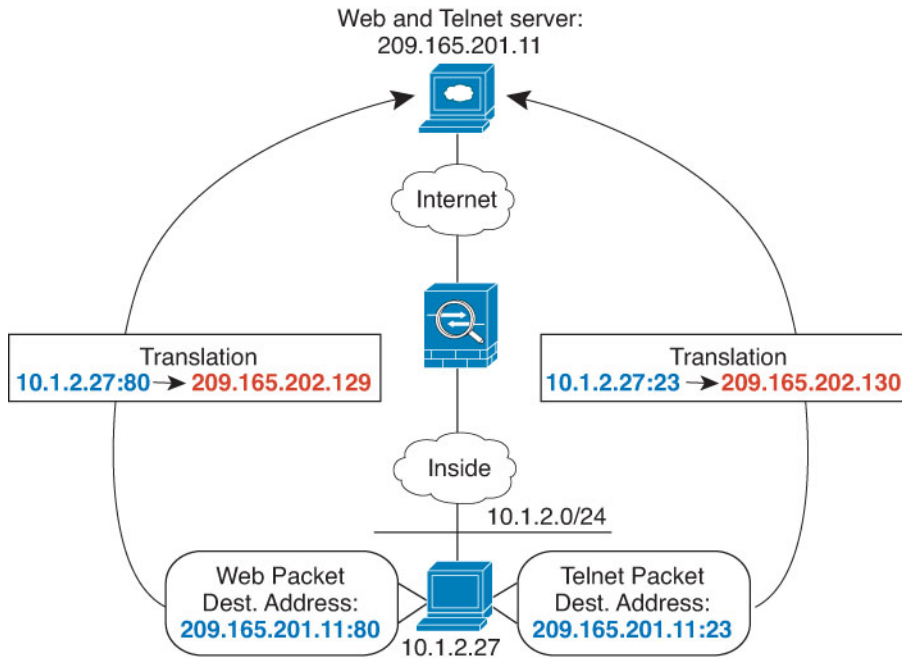 Web and Telnet server:
209.165.201.11
Internet
Translation
10.1.2.27:80 → 209.165.202.129
Translation
10.1.2.27:23 → 209.165.202.130
Inside
10.1.2.0/24
Web Packet
Dest. Address:
209.165.201.11:80
Telnet Packet
Dest. Address:
209.165.201.11:23
10.1.2.27